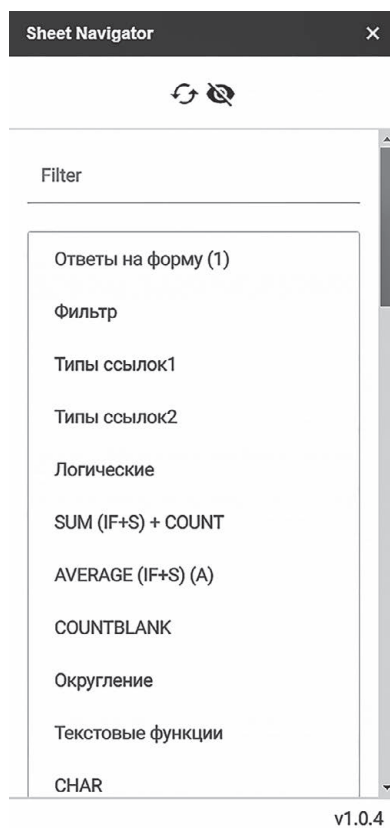 Sheet Navigator
Filter
Ответы на форму (1)
Фильтр
Типы ссылок1
Типы ссылок2
Логические
SUM (IF+S) + COUNT
AVERAGE (IF+S) (A)
COUNTBLANK
Округление
Текстовые функции
CHAR
v1.0.4